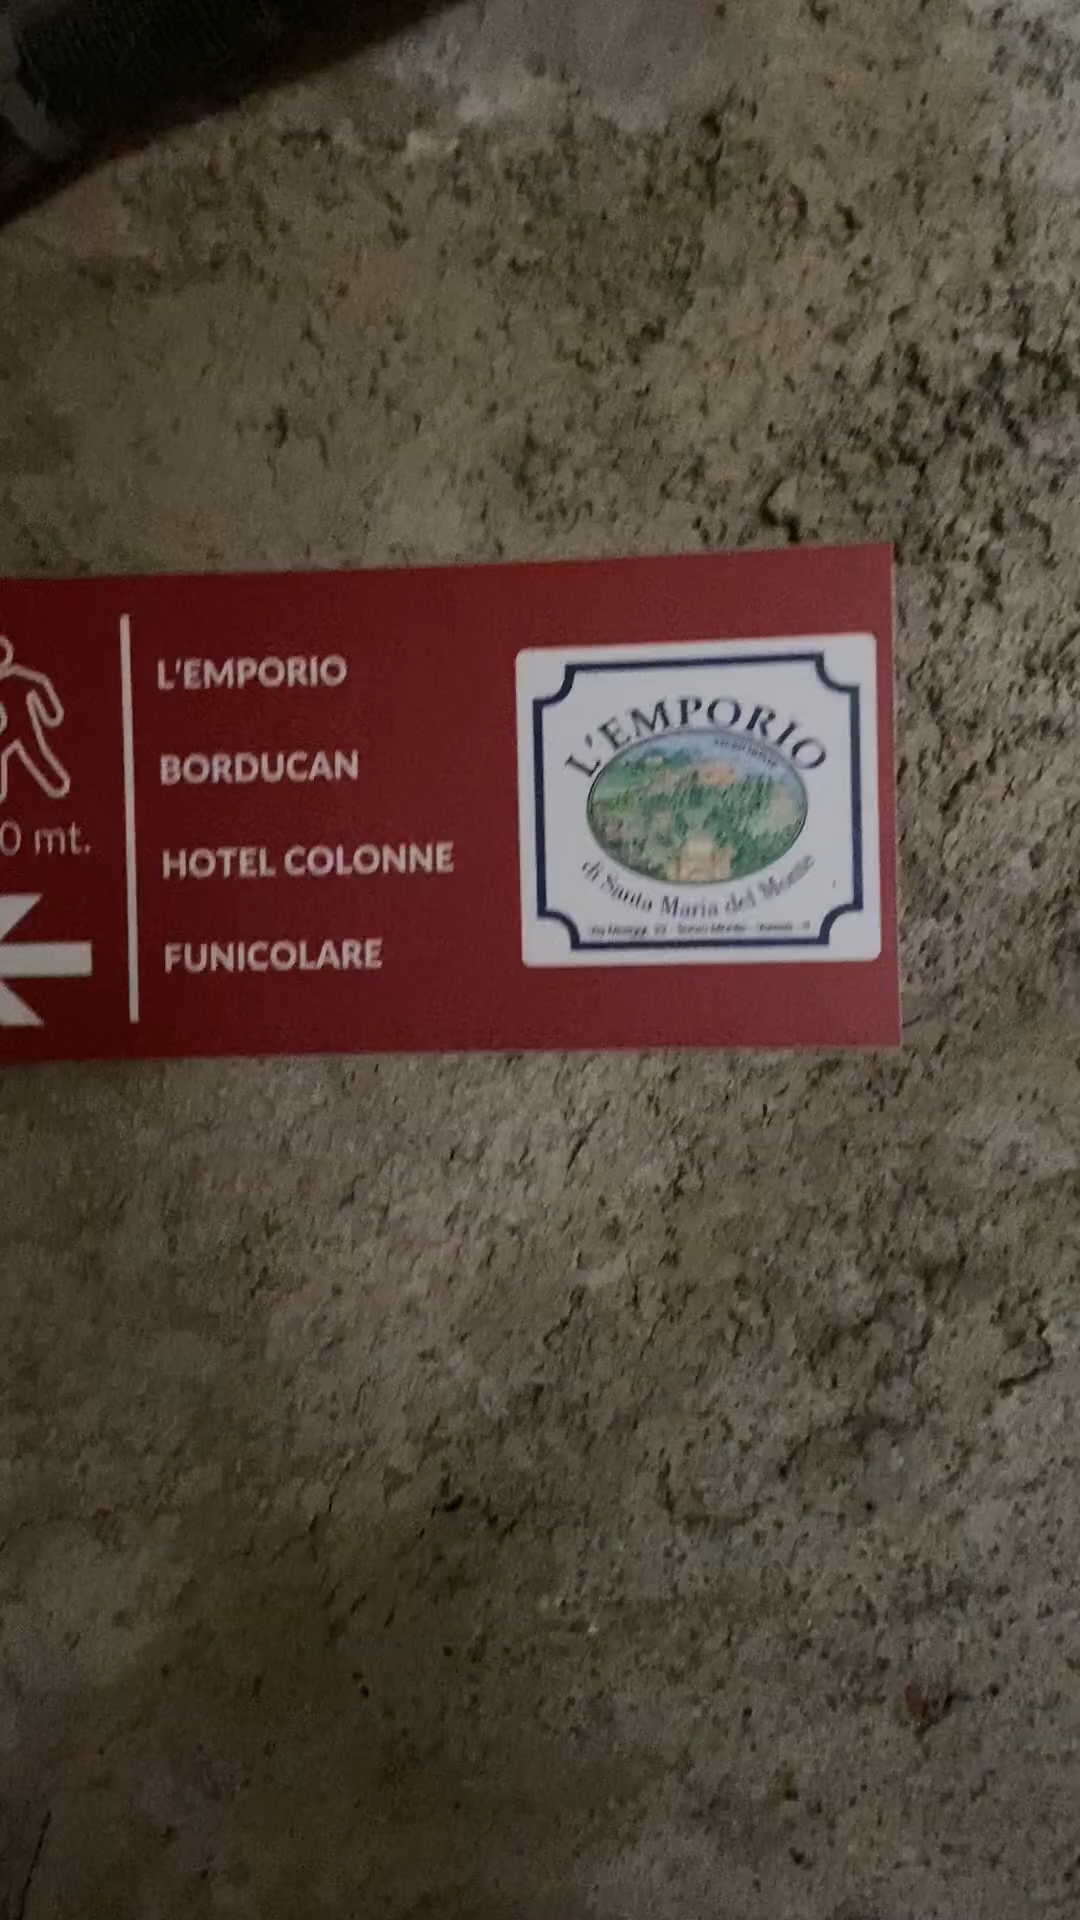 L'EMPORIO
BORDUCAN
HOTEL COLONNE
FUNICOLARE
0 mt.
L'EMPORIO
di Santa Maria del Monte